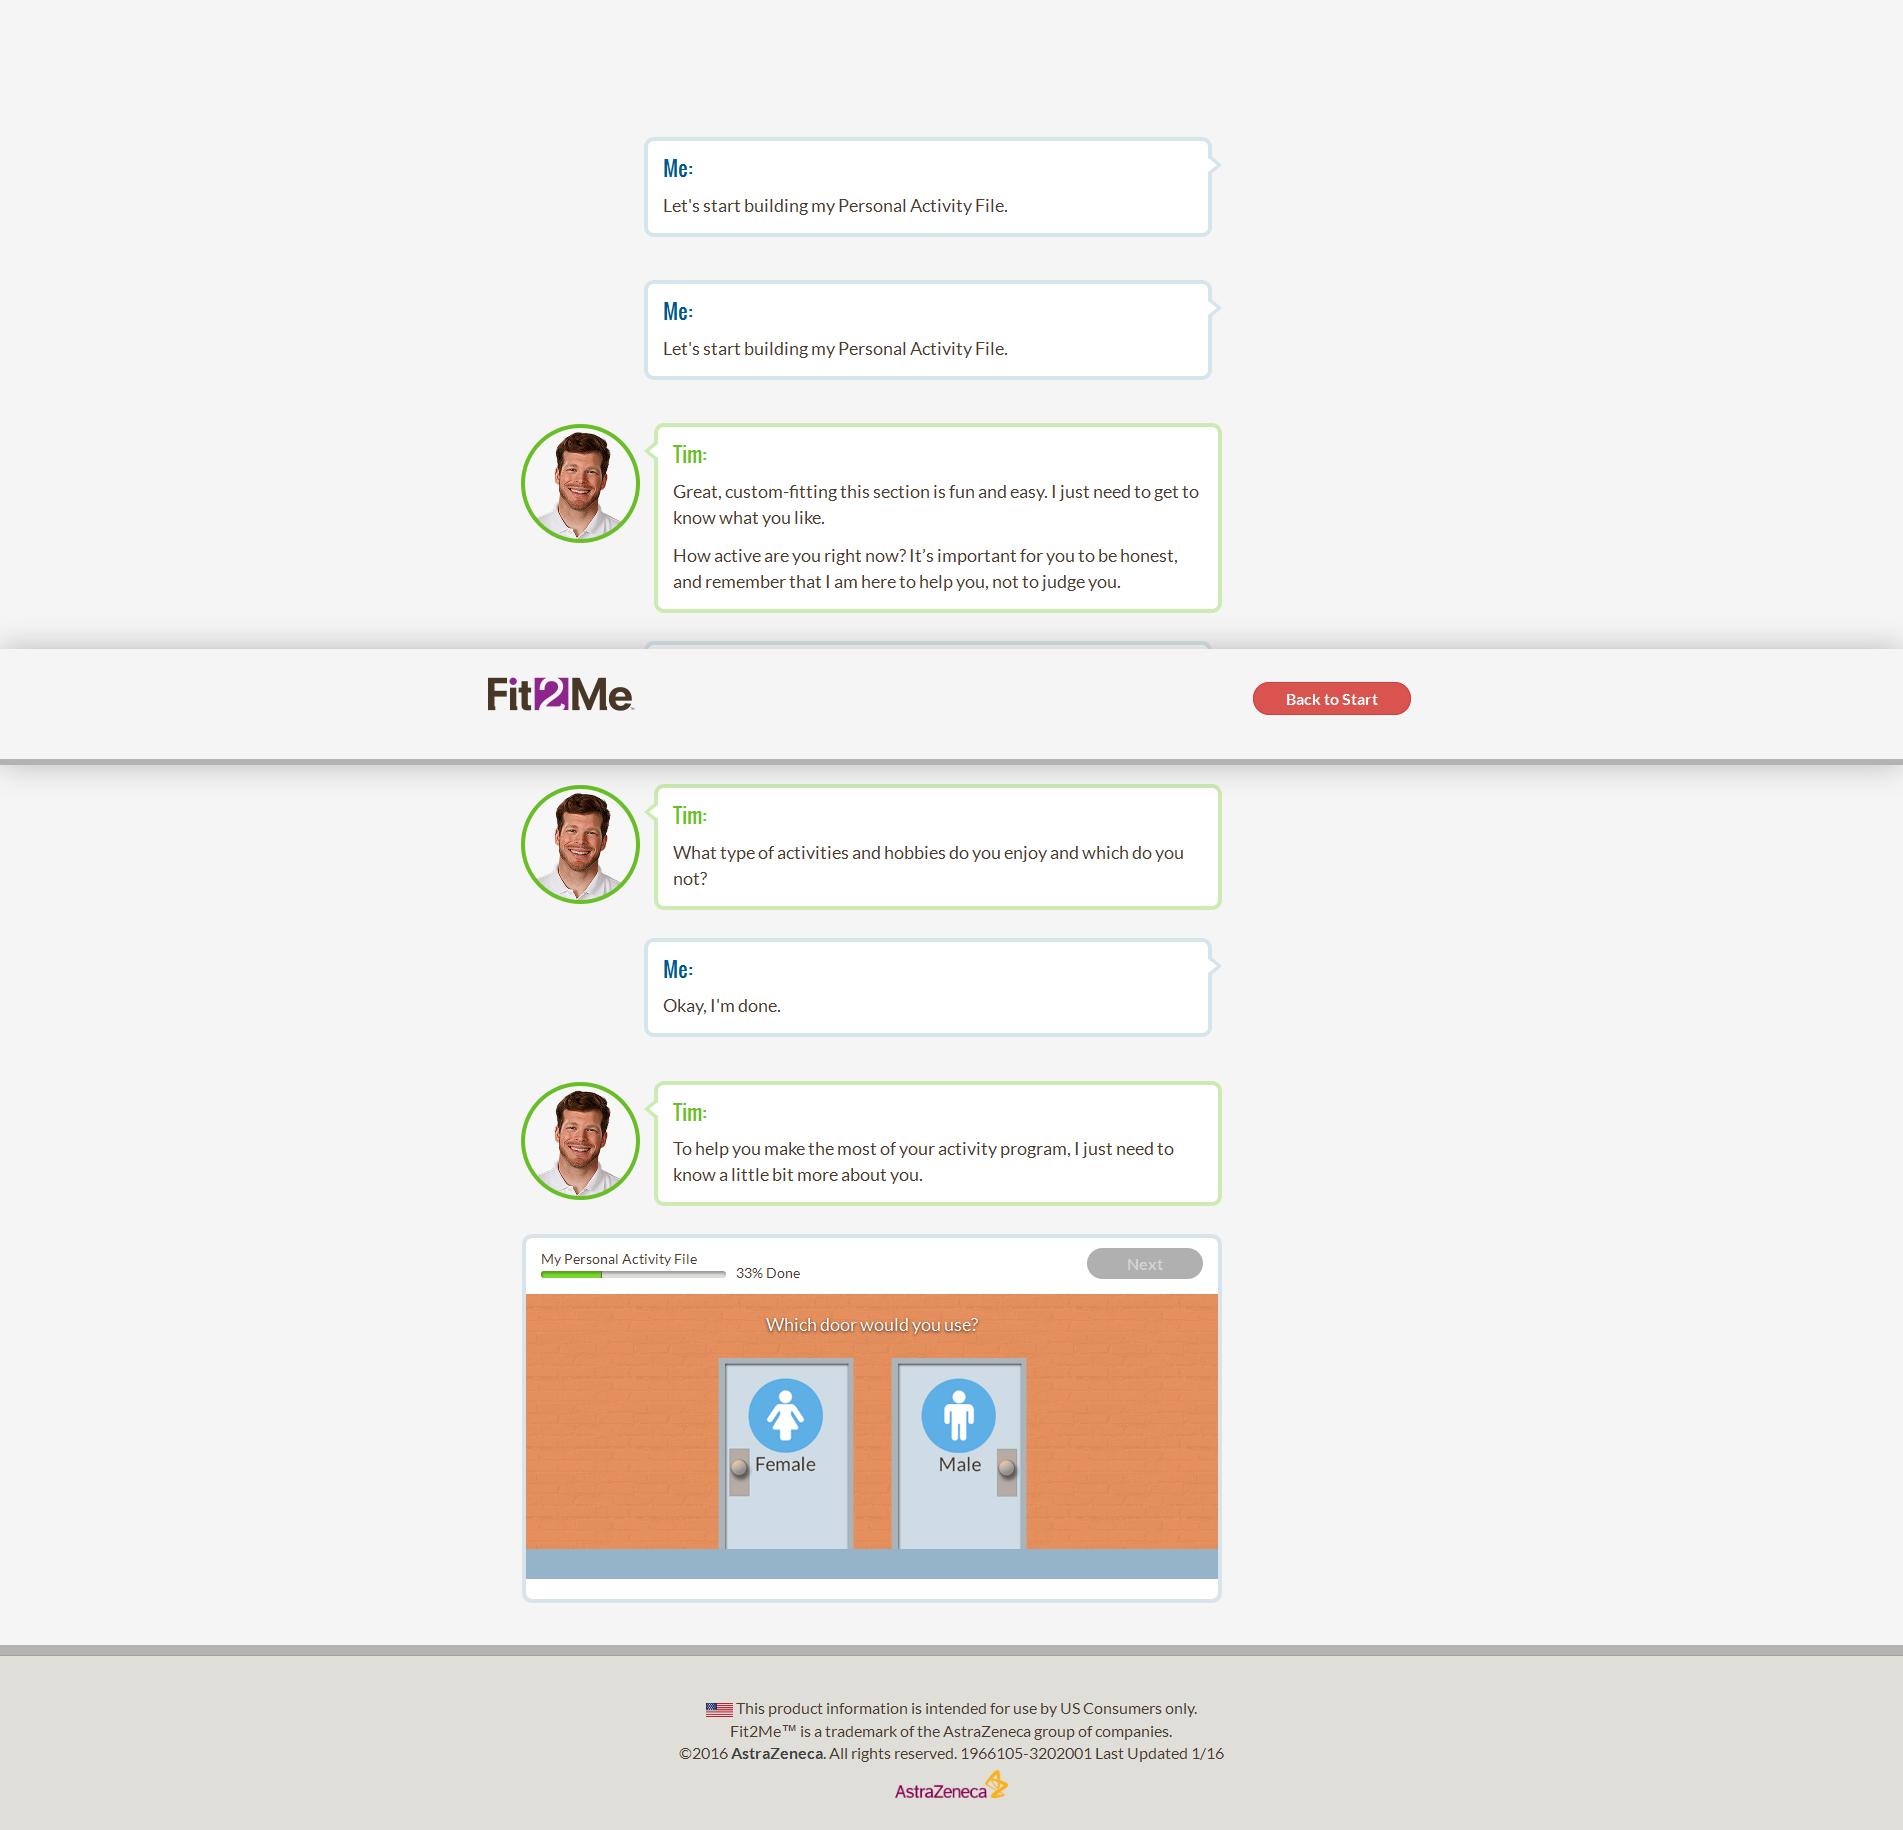 Me:
Let's start building my Personal Activity File.
Me:
Let's start building my Personal Activity File.
Tim:
Great, custom-fitting this section is fun and easy. I just need to get to
know what you like.
How active are you right now? It’s important for you to be honest,
and remember that I am here to help you, not to judge you.
Fit2Me™
Back to Start
Tim:
What type of activities and hobbies do you enjoy and which do you
not?
Me:
Okay, I'm done.
Tim:
To help you make the most of your activity program, I just need to
know a little bit more about you.
My Personal Activity File
33% Done
Next
Which door would you use?
Female
Male
This product information is intended for use by US Consumers only.
Fit2Me™ is a trademark of the AstraZeneca group of companies.
©2016 AstraZeneca. All rights reserved. 1966105-3202001 Last Updated 1/16
AstraZeneca